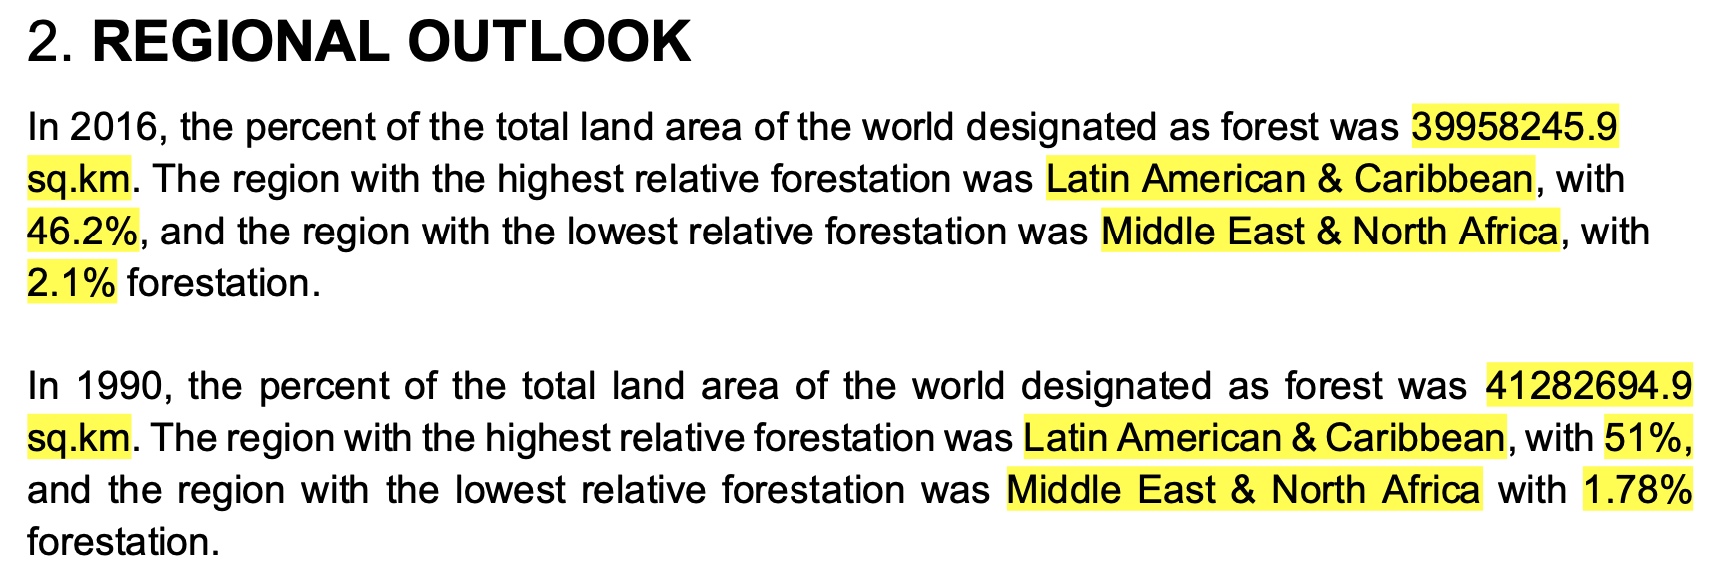 2. REGIONAL OUTLOOK
In 2016, the percent of the total land area of the world designated as forest was 39958245.9
sq.km. The region with the highest relative forestation was Latin American & Caribbean, with
46.2%, and the region with the lowest relative forestation was Middle East & North Africa, with
2.1% forestation.
In 1990, the percent of the total land area of the world designated as forest was 41282694.9
sq.km. The region with the highest relative forestation was Latin American & Caribbean, with 51%,
and the region with the lowest relative forestation was Middle East & North Africa with 1.78%
forestation.